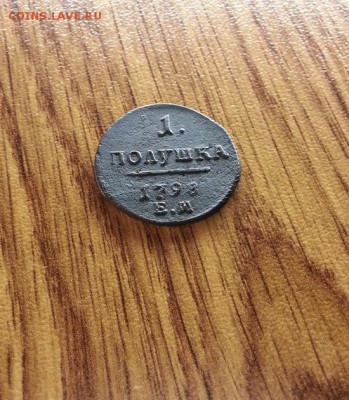 COINS.LAVE.RU
1.
ПОЛУШКА
1798
Е.М